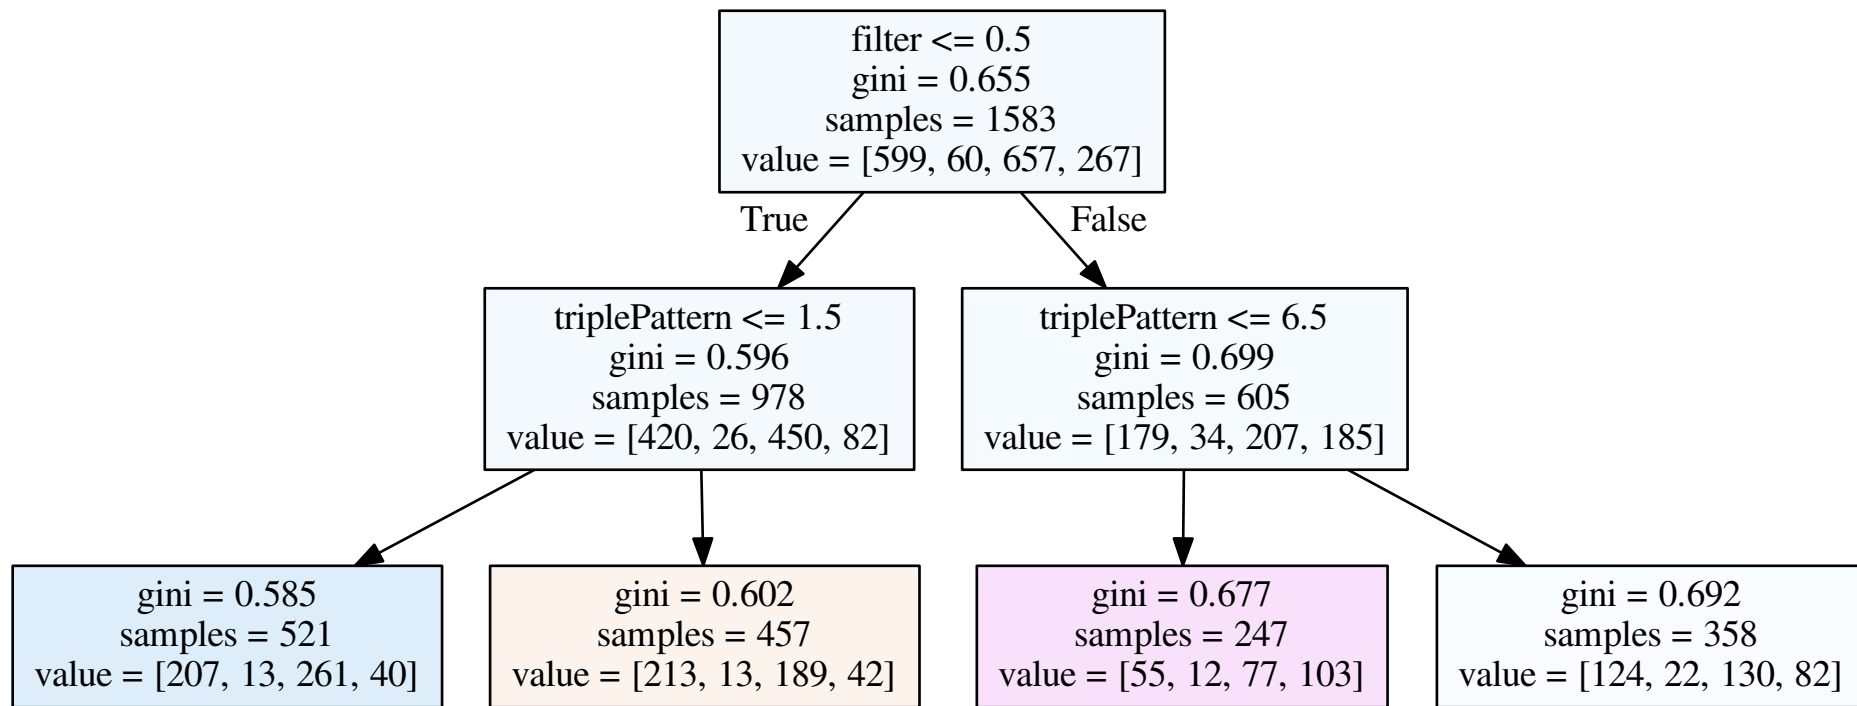 filter <= 0.5
gini = 0.655
samples = 1583
value = [599, 60, 657, 267]
True
False
triplePattern <= 1.5
gini = 0.596
samples = 978
value = [420, 26, 450, 82]
triplePattern <= 6.5
gini = 0.699
samples = 605
value = [179, 34, 207, 185]
gini = 0.585
samples = 521
value = [207, 13, 261, 40]
gini = 0.602
samples = 457
value = [213, 13, 189, 42]
gini = 0.677
samples = 247
value = [55, 12, 77, 103]
gini = 0.692
samples = 358
value = [124, 22, 130, 82]